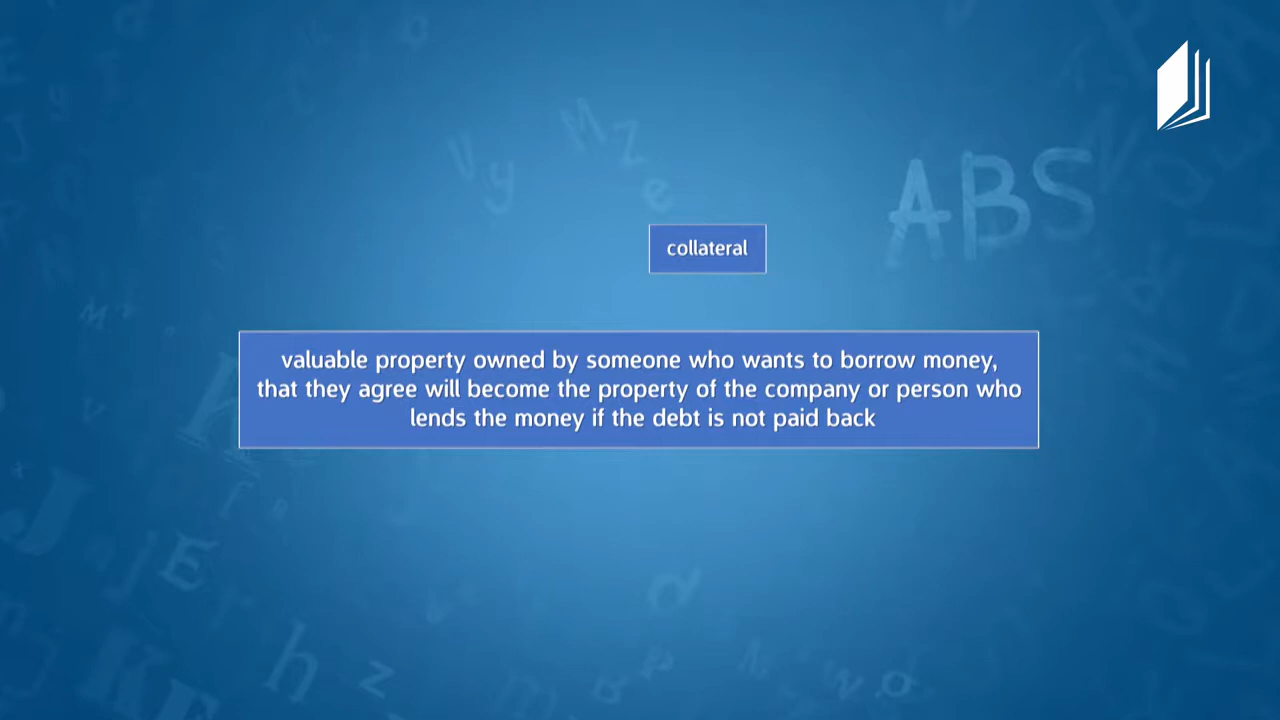 ABS
collateral
valuable property owned by someone who wants to borrow money,
that they agree will become the property of the company or person who
lends the money if the debt is not paid back